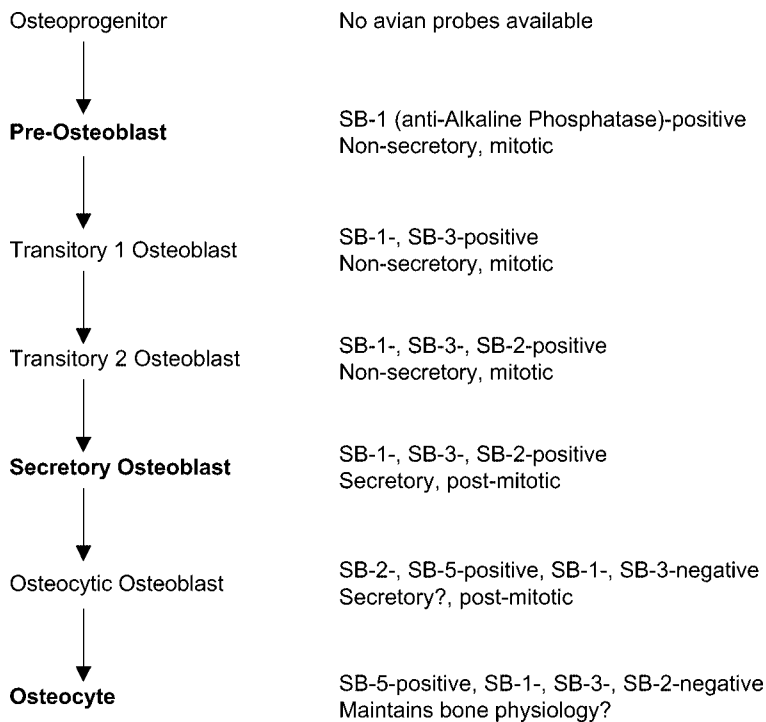 Osteoprogenitor No avian probes available
Pre-Osteoblast SB-1 (anti-Alkaline Phosphatase)-positive
Non-secretory, mitotic
Transitory 1 Osteoblast SB-1-, SB-3-positive
Non-secretory, mitotic
Transitory 2 Osteoblast SB-1-, SB-3-, SB-2-positive
Non-secretory, mitotic
Secretory Osteoblast SB-1-, SB-3-, SB-2-positive
Secretory, post-mitotic
Osteocytic Osteoblast SB-2-, SB-5-positive, SB-1-, SB-3-negative
Secretory?, post-mitotic
Osteocyte SB-5-positive, SB-1-, SB-3-, SB-2-negative
Maintains bone physiology?